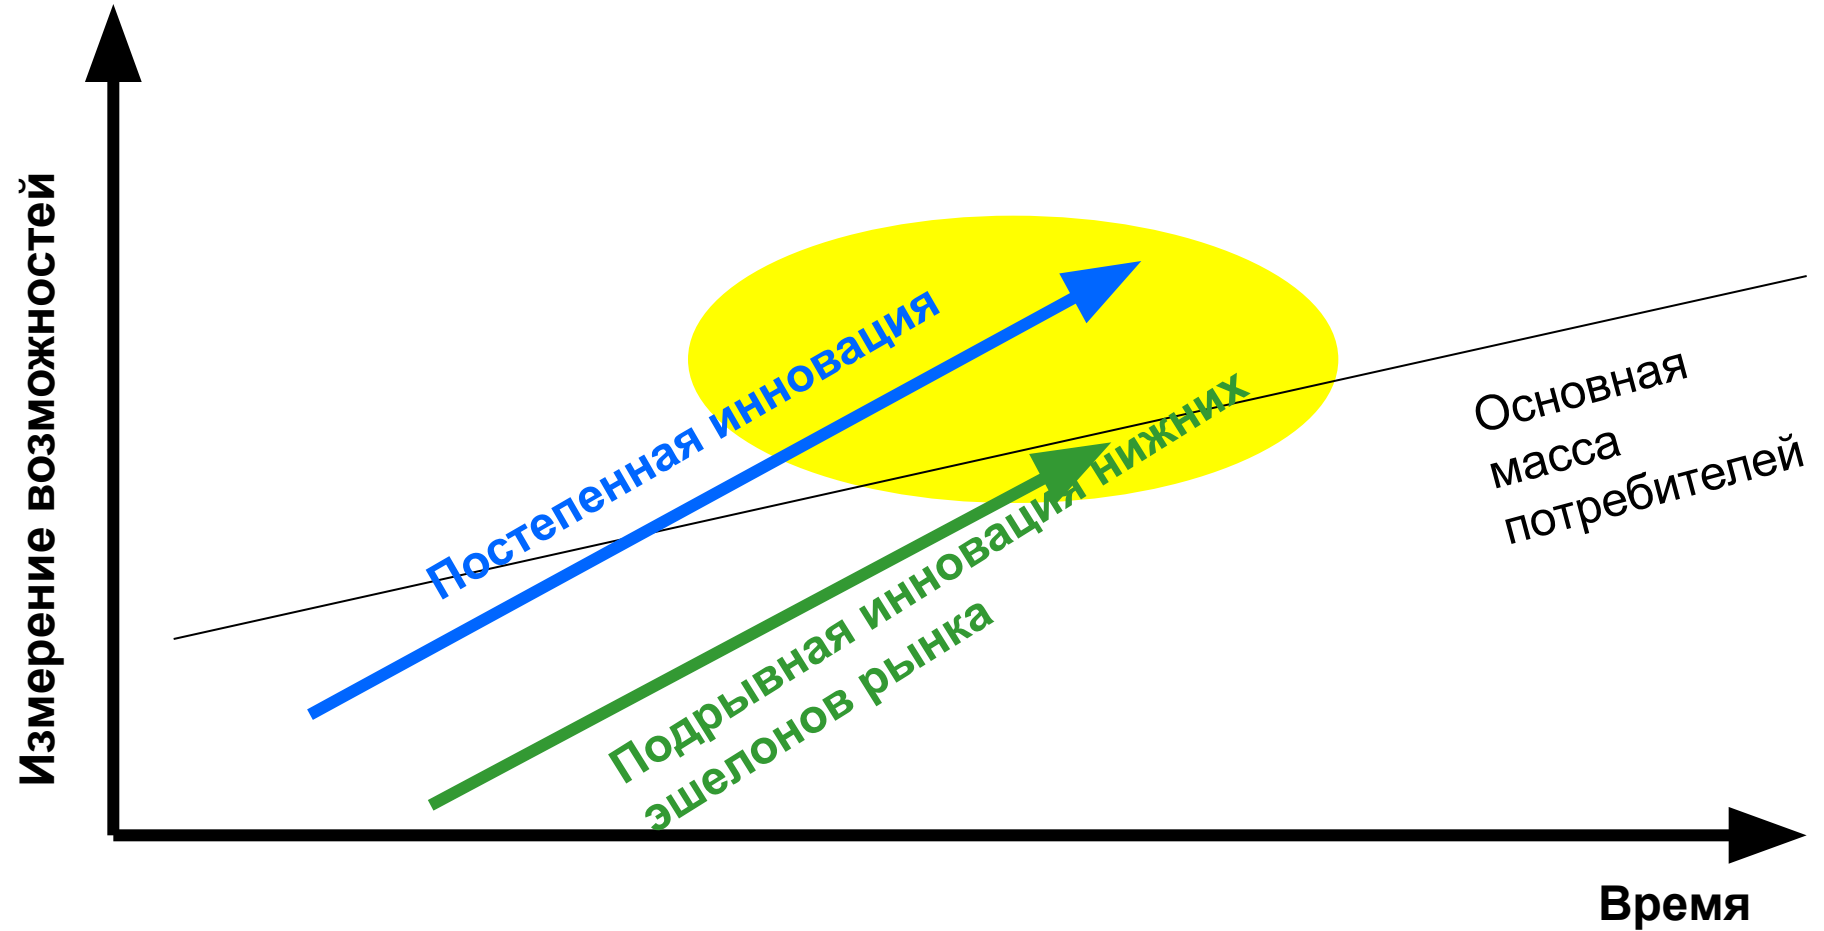 Измерение возможностей
Постепенная инновация
Подрывная инновация нижних
эшелонов рынка
Основная
масса
потребителей
Время